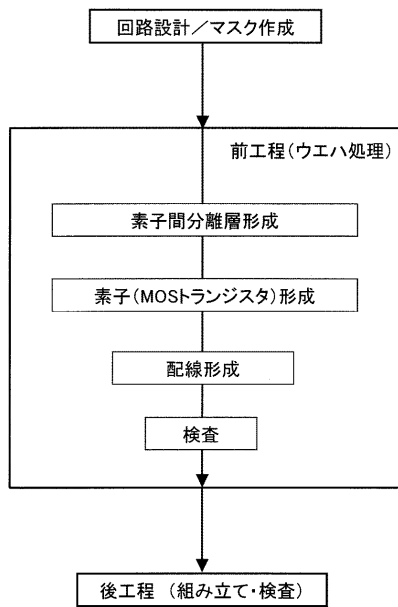 回路設計／マスク作成
前工程(ウエハ処理)
素子間分離層形成
素子(MOSトランジスタ)形成
配線形成
検査
後工程 (組み立て・検査)